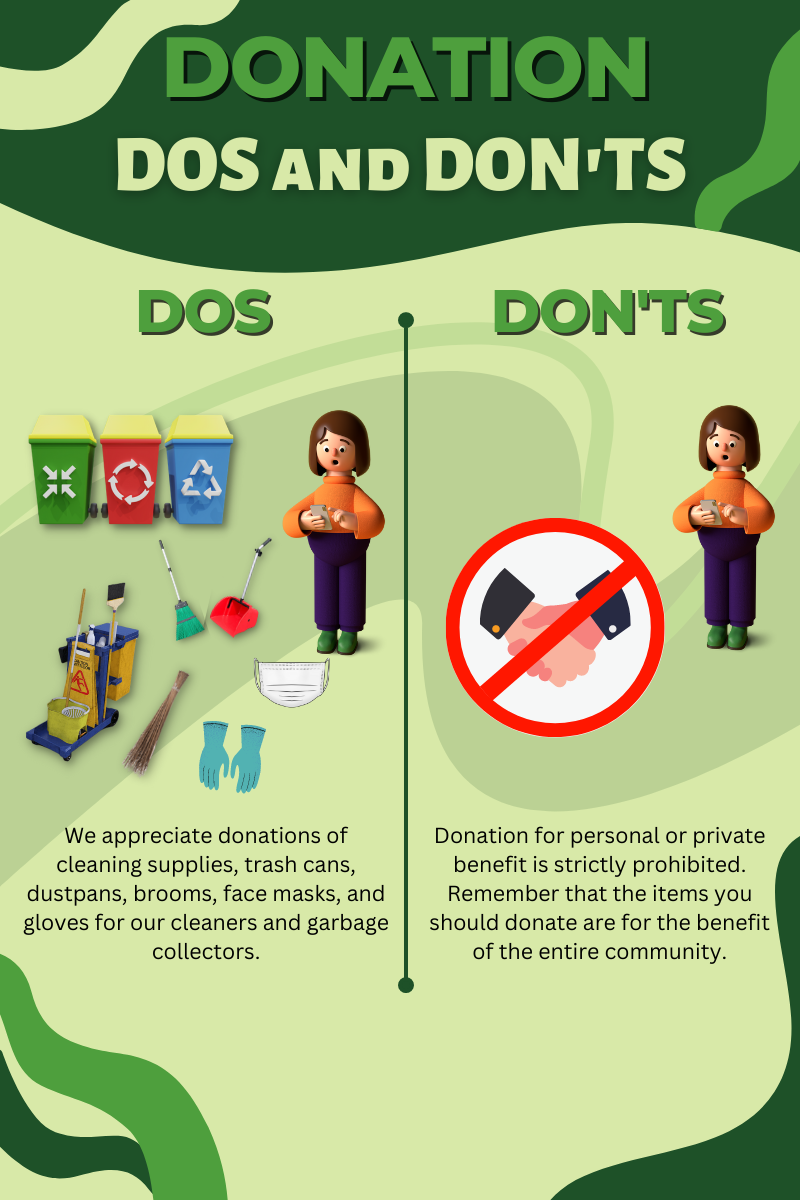 DONATION
DOS AND DON'TS
DOS
DON'TS
We appreciate donations of
cleaning supplies, trash cans,
dustpans, brooms, face masks, and
gloves for our cleaners and garbage
collectors.
Donation for personal or private
benefit is strictly prohibited.
Remember that the items you
should donate are for the benefit
of the entire community.